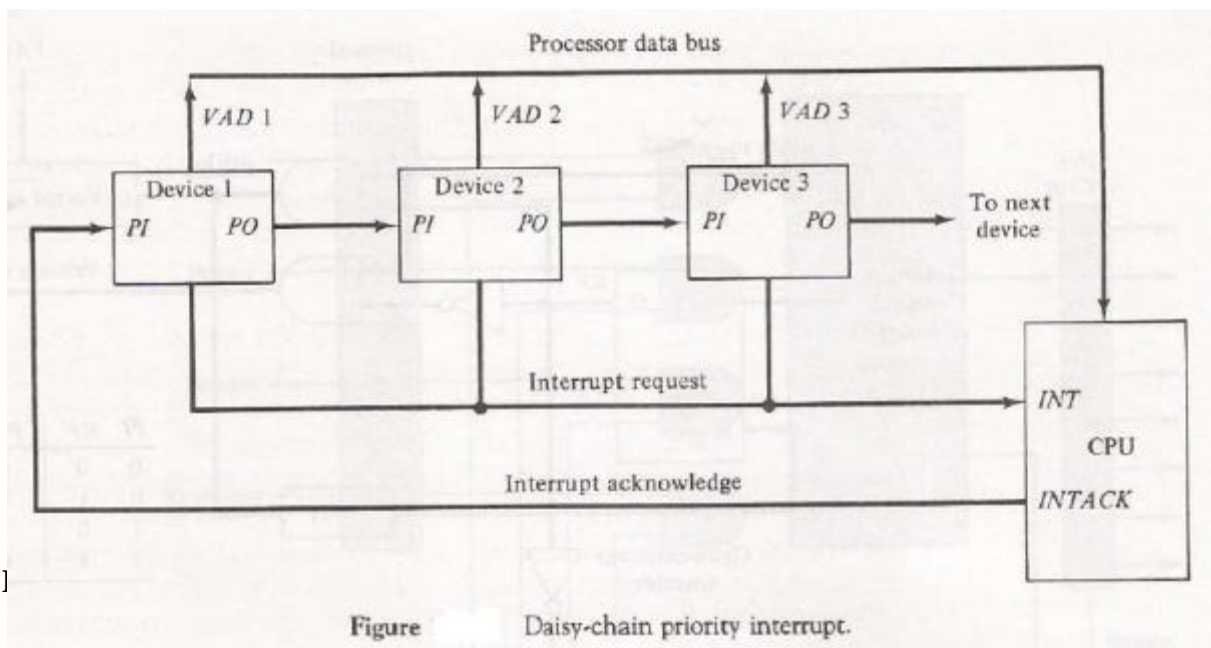 Processor data bus
VAD 1
VAD 2
VAD 3
Device 1
PI PO
Device 2
PI PO
Device 3
PI PO
To next
device
Interrupt request
INT
CPU
Interrupt acknowledge
INTACK
Figure Daisy-chain priority interrupt.